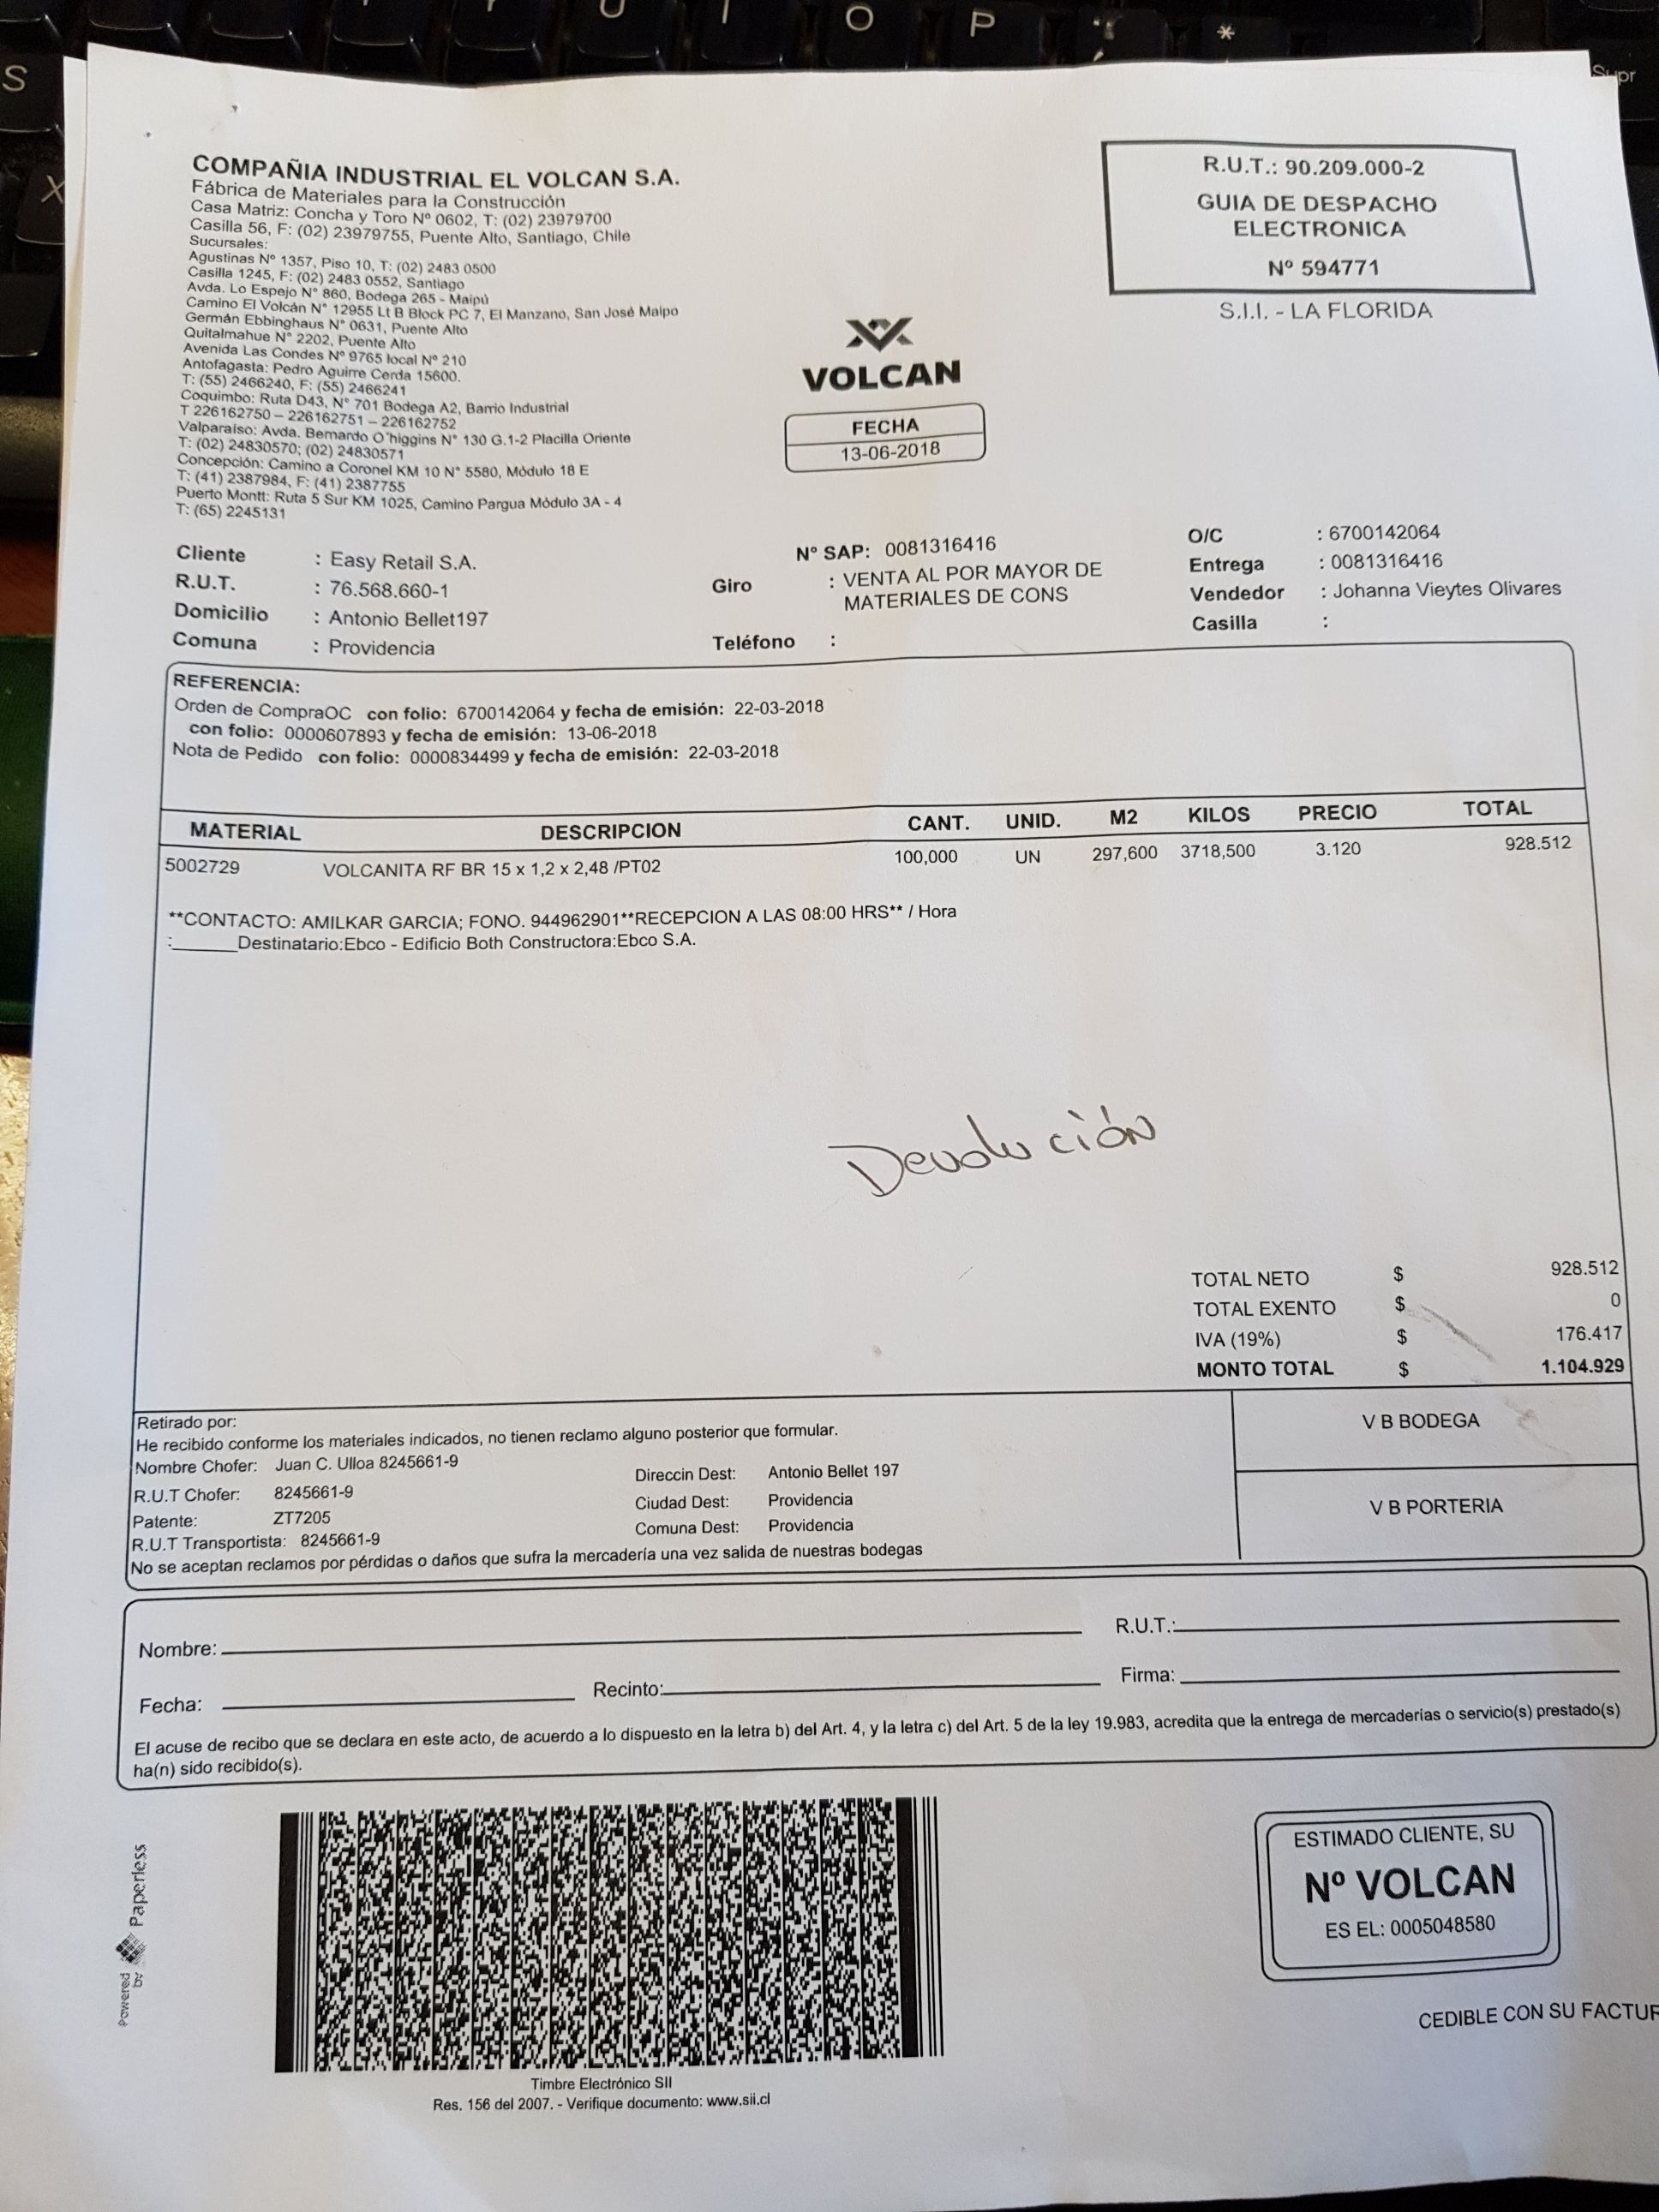 U I O P *
S
Supr
X
COMPAÑIA INDUSTRIAL EL VOLCAN S.A.
Fábrica de Materiales para la Construcción
Casa Matriz: Concha y Toro Nº 0602, T: (02) 23979700
Casilla 56, F: (02) 23979755, Puente Alto, Santiago, Chile
Sucursales:
Agustinas Nº 1357, Piso 10, T: (02) 2483 0500
Casilla 1245, F: (02) 2483 0552, Santiago
Avda. Lo Espejo N° 860, Bodega 265 - Maipú
Camino El Volcán N° 12955 Lt B Block PC 7, El Manzano, San José Maipo
Germán Ebbinghaus N° 0631, Puente Alto
Quitalmahue N° 2202, Puente Alto
Avenida Las Condes Nº 9765 local Nº 210
Antofagasta: Pedro Aguirre Cerda 15600.
T: (55) 2466240, F: (55) 2466241
Coquimbo: Ruta D43, N° 701 Bodega A2, Barrio Industrial
T 226162750 – 226162751 – 226162752
Valparaíso: Avda. Bernardo O´higgins N° 130 G.1-2 Placilla Oriente
T: (02) 24830570; (02) 24830571
Concepción: Camino a Coronel KM 10 N° 5580, Módulo 18 E
T: (41) 2387984, F: (41) 2387755
Puerto Montt: Ruta 5 Sur KM 1025, Camino Pargua Módulo 3A - 4
T: (65) 2245131
VOLCAN
FECHA
13-06-2018
R.U.T.: 90.209.000-2
GUIA DE DESPACHO
ELECTRONICA
Nº 594771
S.I.I. - LA FLORIDA
Cliente : Easy Retail S.A.
R.U.T. : 76.568.660-1
Domicilio : Antonio Bellet197
Comuna : Providencia
N° SAP: 0081316416
Giro : VENTA AL POR MAYOR DE
MATERIALES DE CONS
Teléfono :
O/C : 6700142064
Entrega : 0081316416
Vendedor : Johanna Vieytes Olivares
Casilla :
REFERENCIA:
Orden de CompraOC con folio: 6700142064 y fecha de emisión: 22-03-2018
con folio: 0000607893 y fecha de emisión: 13-06-2018
Nota de Pedido con folio: 0000834499 y fecha de emisión: 22-03-2018
MATERIAL DESCRIPCION CANT. UNID. M2 KILOS PRECIO TOTAL
5002729 VOLCANITA RF BR 15 x 1,2 x 2,48 /PT02 100,000 UN 297,600 3718,500 3.120 928.512
**CONTACTO: AMILKAR GARCIA; FONO. 944962901**RECEPCION A LAS 08:00 HRS** / Hora
:______Destinatario:Ebco - Edificio Both Constructora:Ebco S.A.
Devolución
TOTAL NETO $ 928.512
TOTAL EXENTO $ 0
IVA (19%) $ 176.417
MONTO TOTAL $ 1.104.929
Retirado por:
He recibido conforme los materiales indicados, no tienen reclamo alguno posterior que formular.
Nombre Chofer: Juan C. Ulloa 8245661-9
R.U.T Chofer: 8245661-9
Patente: ZT7205
R.U.T Transportista: 8245661-9
Direccin Dest: Antonio Bellet 197
Ciudad Dest: Providencia
Comuna Dest: Providencia
No se aceptan reclamos por pérdidas o daños que sufra la mercadería una vez salida de nuestras bodegas
V B BODEGA
V B PORTERIA
Nombre: R.U.T.:
Fecha: Recinto: Firma:
El acuse de recibo que se declara en este acto, de acuerdo a lo dispuesto en la letra b) del Art. 4, y la letra c) del Art. 5 de la ley 19.983, acredita que la entrega de mercaderías o servicio(s) prestado(s)
ha(n) sido recibido(s).
Powered by Paperless
Timbre Electrónico SII
Res. 156 del 2007. - Verifique documento: www.sii.cl
ESTIMADO CLIENTE, SU
Nº VOLCAN
ES EL: 0005048580
CEDIBLE CON SU FACTUR